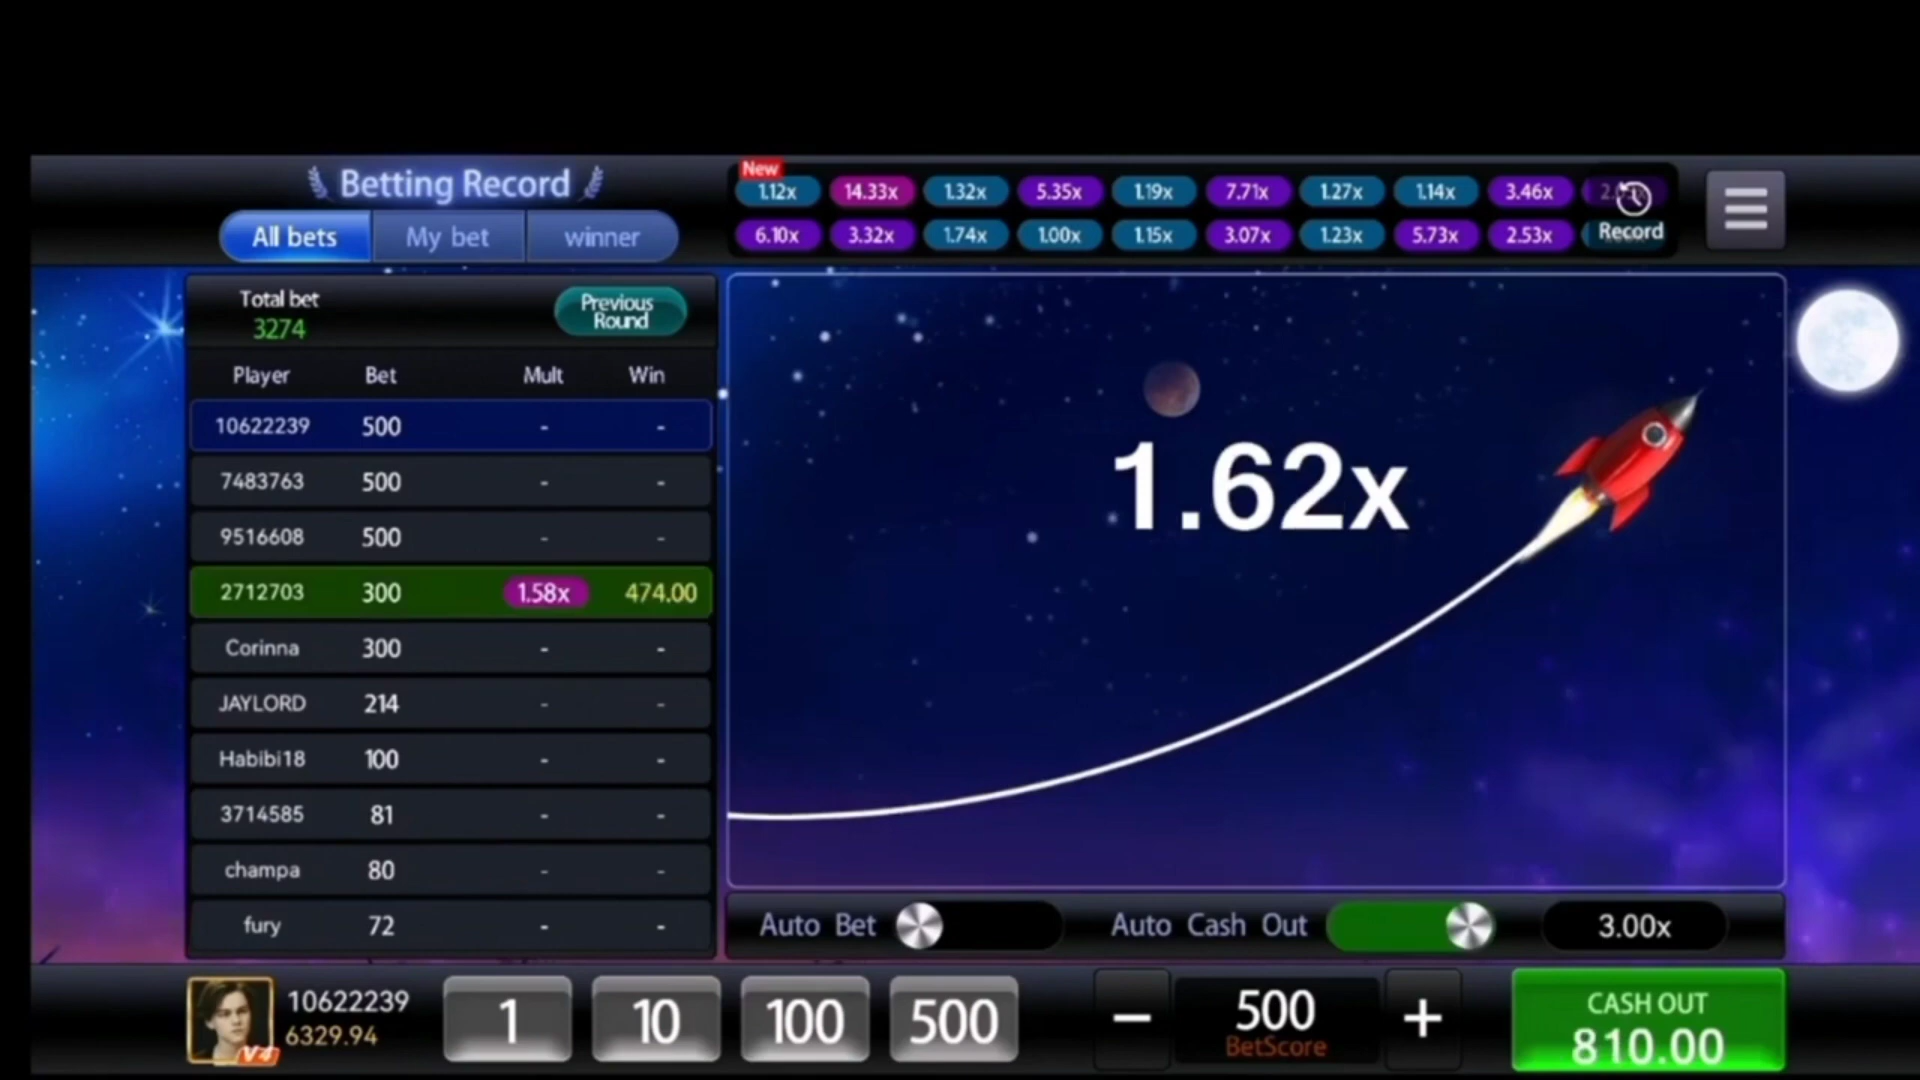 Betting Record
All bets My bet winner
New
1.12x 14.33x 1.32x 5.35x 1.19x 7.71x 1.27x 1.14x 3.46x
6.10x 3.32x 1.74x 1.00x 1.15x 3.07x 1.23x 5.73x 2.53x Record
Total bet
3274
Previous
Round
Player Bet Mult Win
10622239 500 - -
7483763 500 - -
9516608 500 - -
2712703 300 1.58x 474.00
Corinna 300 - -
JAYLORD 214 - -
Habibi18 100 - -
3714585 81 - -
champa 80 - -
fury 72 - -
1.62x
Auto Bet Auto Cash Out 3.00x
10622239
6329.94
V4
1 10 100 500
− 500 +
BetScore
CASH OUT
810.00